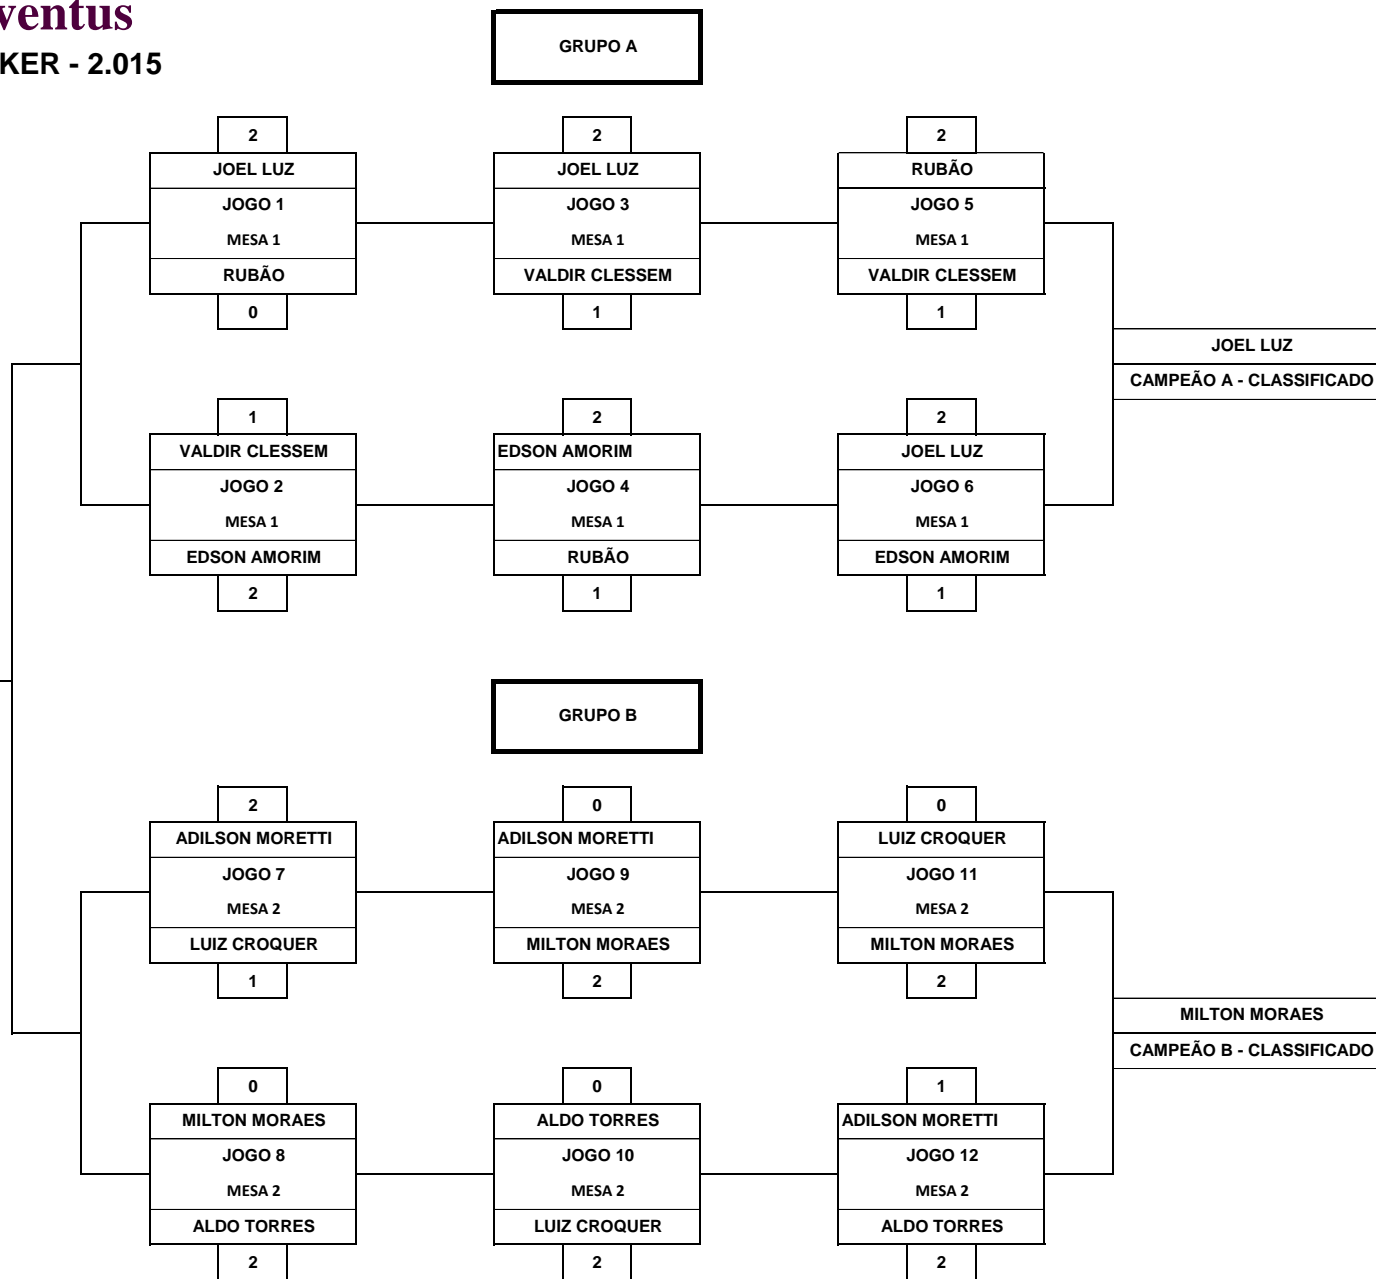 ventus
KER - 2.015
GRUPO A
2 2 2
JOEL LUZ JOEL LUZ RUBÃO
JOGO 1 JOGO 3 JOGO 5
MESA 1 MESA 1 MESA 1
RUBÃO VALDIR CLESSEM VALDIR CLESSEM
0 1 1
JOEL LUZ
CAMPEÃO A - CLASSIFICADO
1 2 2
VALDIR CLESSEM EDSON AMORIM JOEL LUZ
JOGO 2 JOGO 4 JOGO 6
MESA 1 MESA 1 MESA 1
EDSON AMORIM RUBÃO EDSON AMORIM
2 1 1
GRUPO B
2 0 0
ADILSON MORETTI ADILSON MORETTI LUIZ CROQUER
JOGO 7 JOGO 9 JOGO 11
MESA 2 MESA 2 MESA 2
LUIZ CROQUER MILTON MORAES MILTON MORAES
1 2 2
MILTON MORAES
CAMPEÃO B - CLASSIFICADO
0 0 1
MILTON MORAES ALDO TORRES ADILSON MORETTI
JOGO 8 JOGO 10 JOGO 12
MESA 2 MESA 2 MESA 2
ALDO TORRES LUIZ CROQUER ALDO TORRES
2 2 2